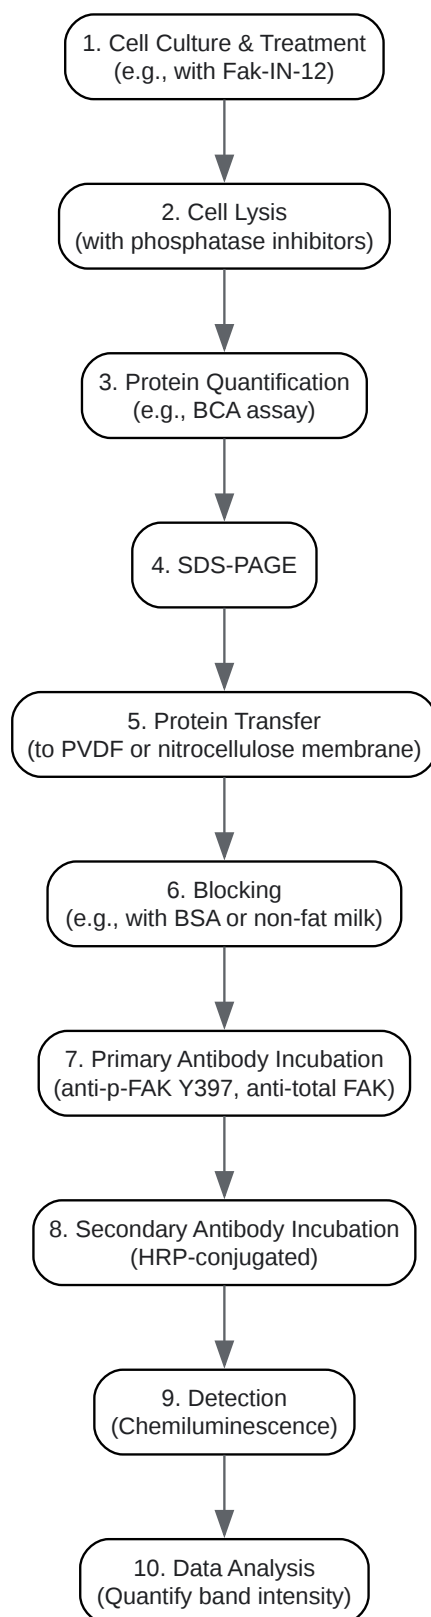 1. Cell Culture & Treatment
(e.g., with Fak-IN-12)
2. Cell Lysis
(with phosphatase inhibitors)
3. Protein Quantification
(e.g., BCA assay)
4. SDS-PAGE
5. Protein Transfer
(to PVDF or nitrocellulose membrane)
6. Blocking
(e.g., with BSA or non-fat milk)
7. Primary Antibody Incubation
(anti-p-FAK Y397, anti-total FAK)
8. Secondary Antibody Incubation
(HRP-conjugated)
9. Detection
(Chemiluminescence)
10. Data Analysis
(Quantify band intensity)